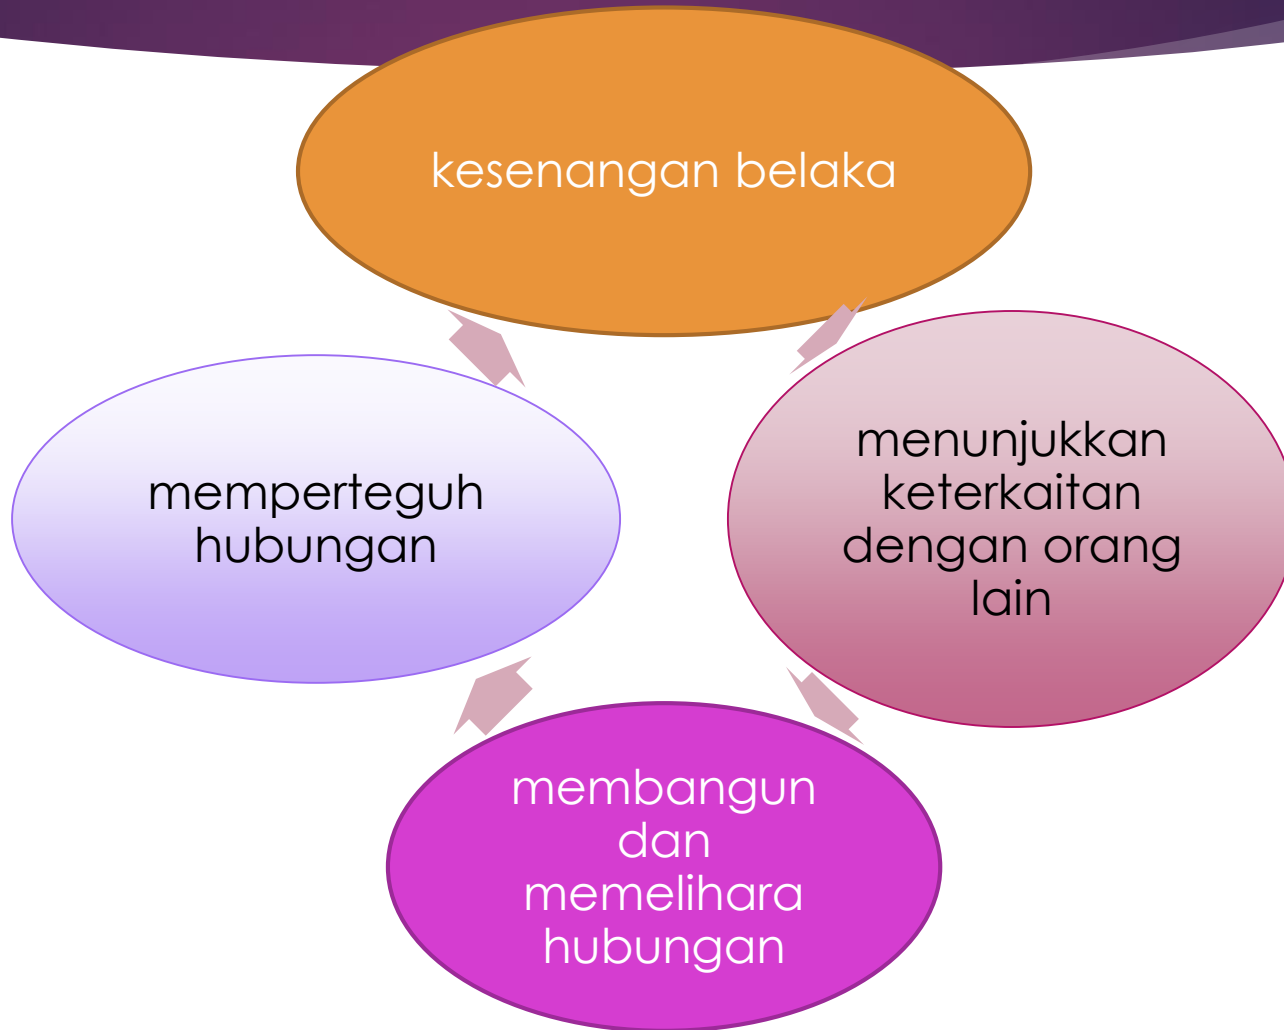 kesenangan belaka
menunjukkan
keterkaitan
dengan orang
lain
membangun
dan
memelihara
hubungan
memperteguh
hubungan